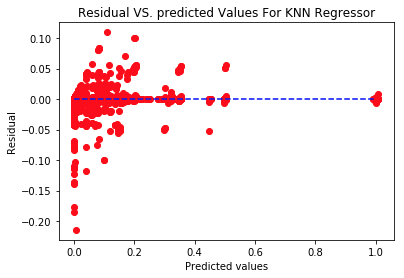 Residual VS. predicted Values For KNN Regressor
0.10
0.05
0.00
−0.05
−0.10
−0.15
−0.20
Residual
0.0 0.2 0.4 0.6 0.8 1.0
Predicted values